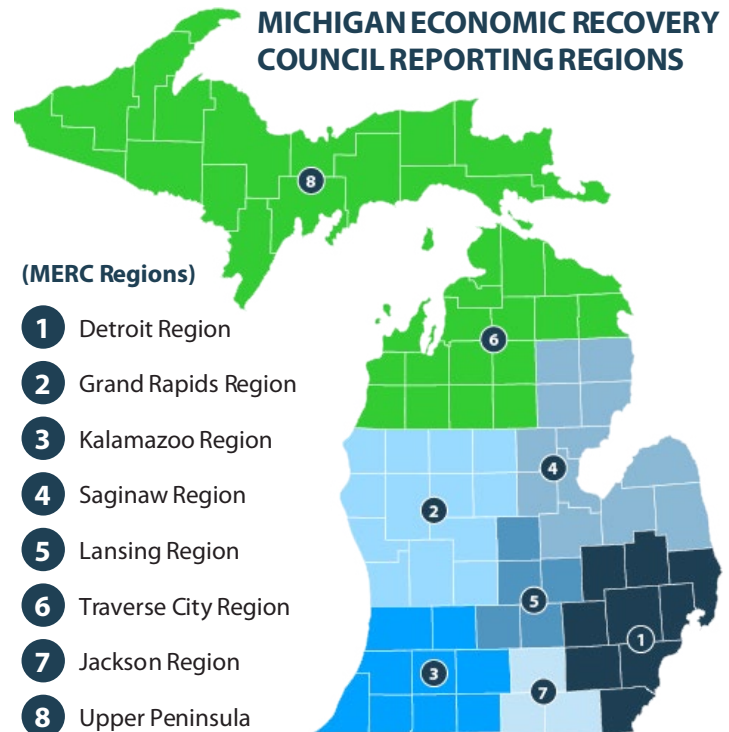 MICHIGAN ECONOMIC RECOVERY
COUNCIL REPORTING REGIONS
8
(MERC Regions)
1 Detroit Region
2 Grand Rapids Region
3 Kalamazoo Region
4 Saginaw Region
5 Lansing Region
6 Traverse City Region
7 Jackson Region
8 Upper Peninsula
6
4
2
5
1
3
7